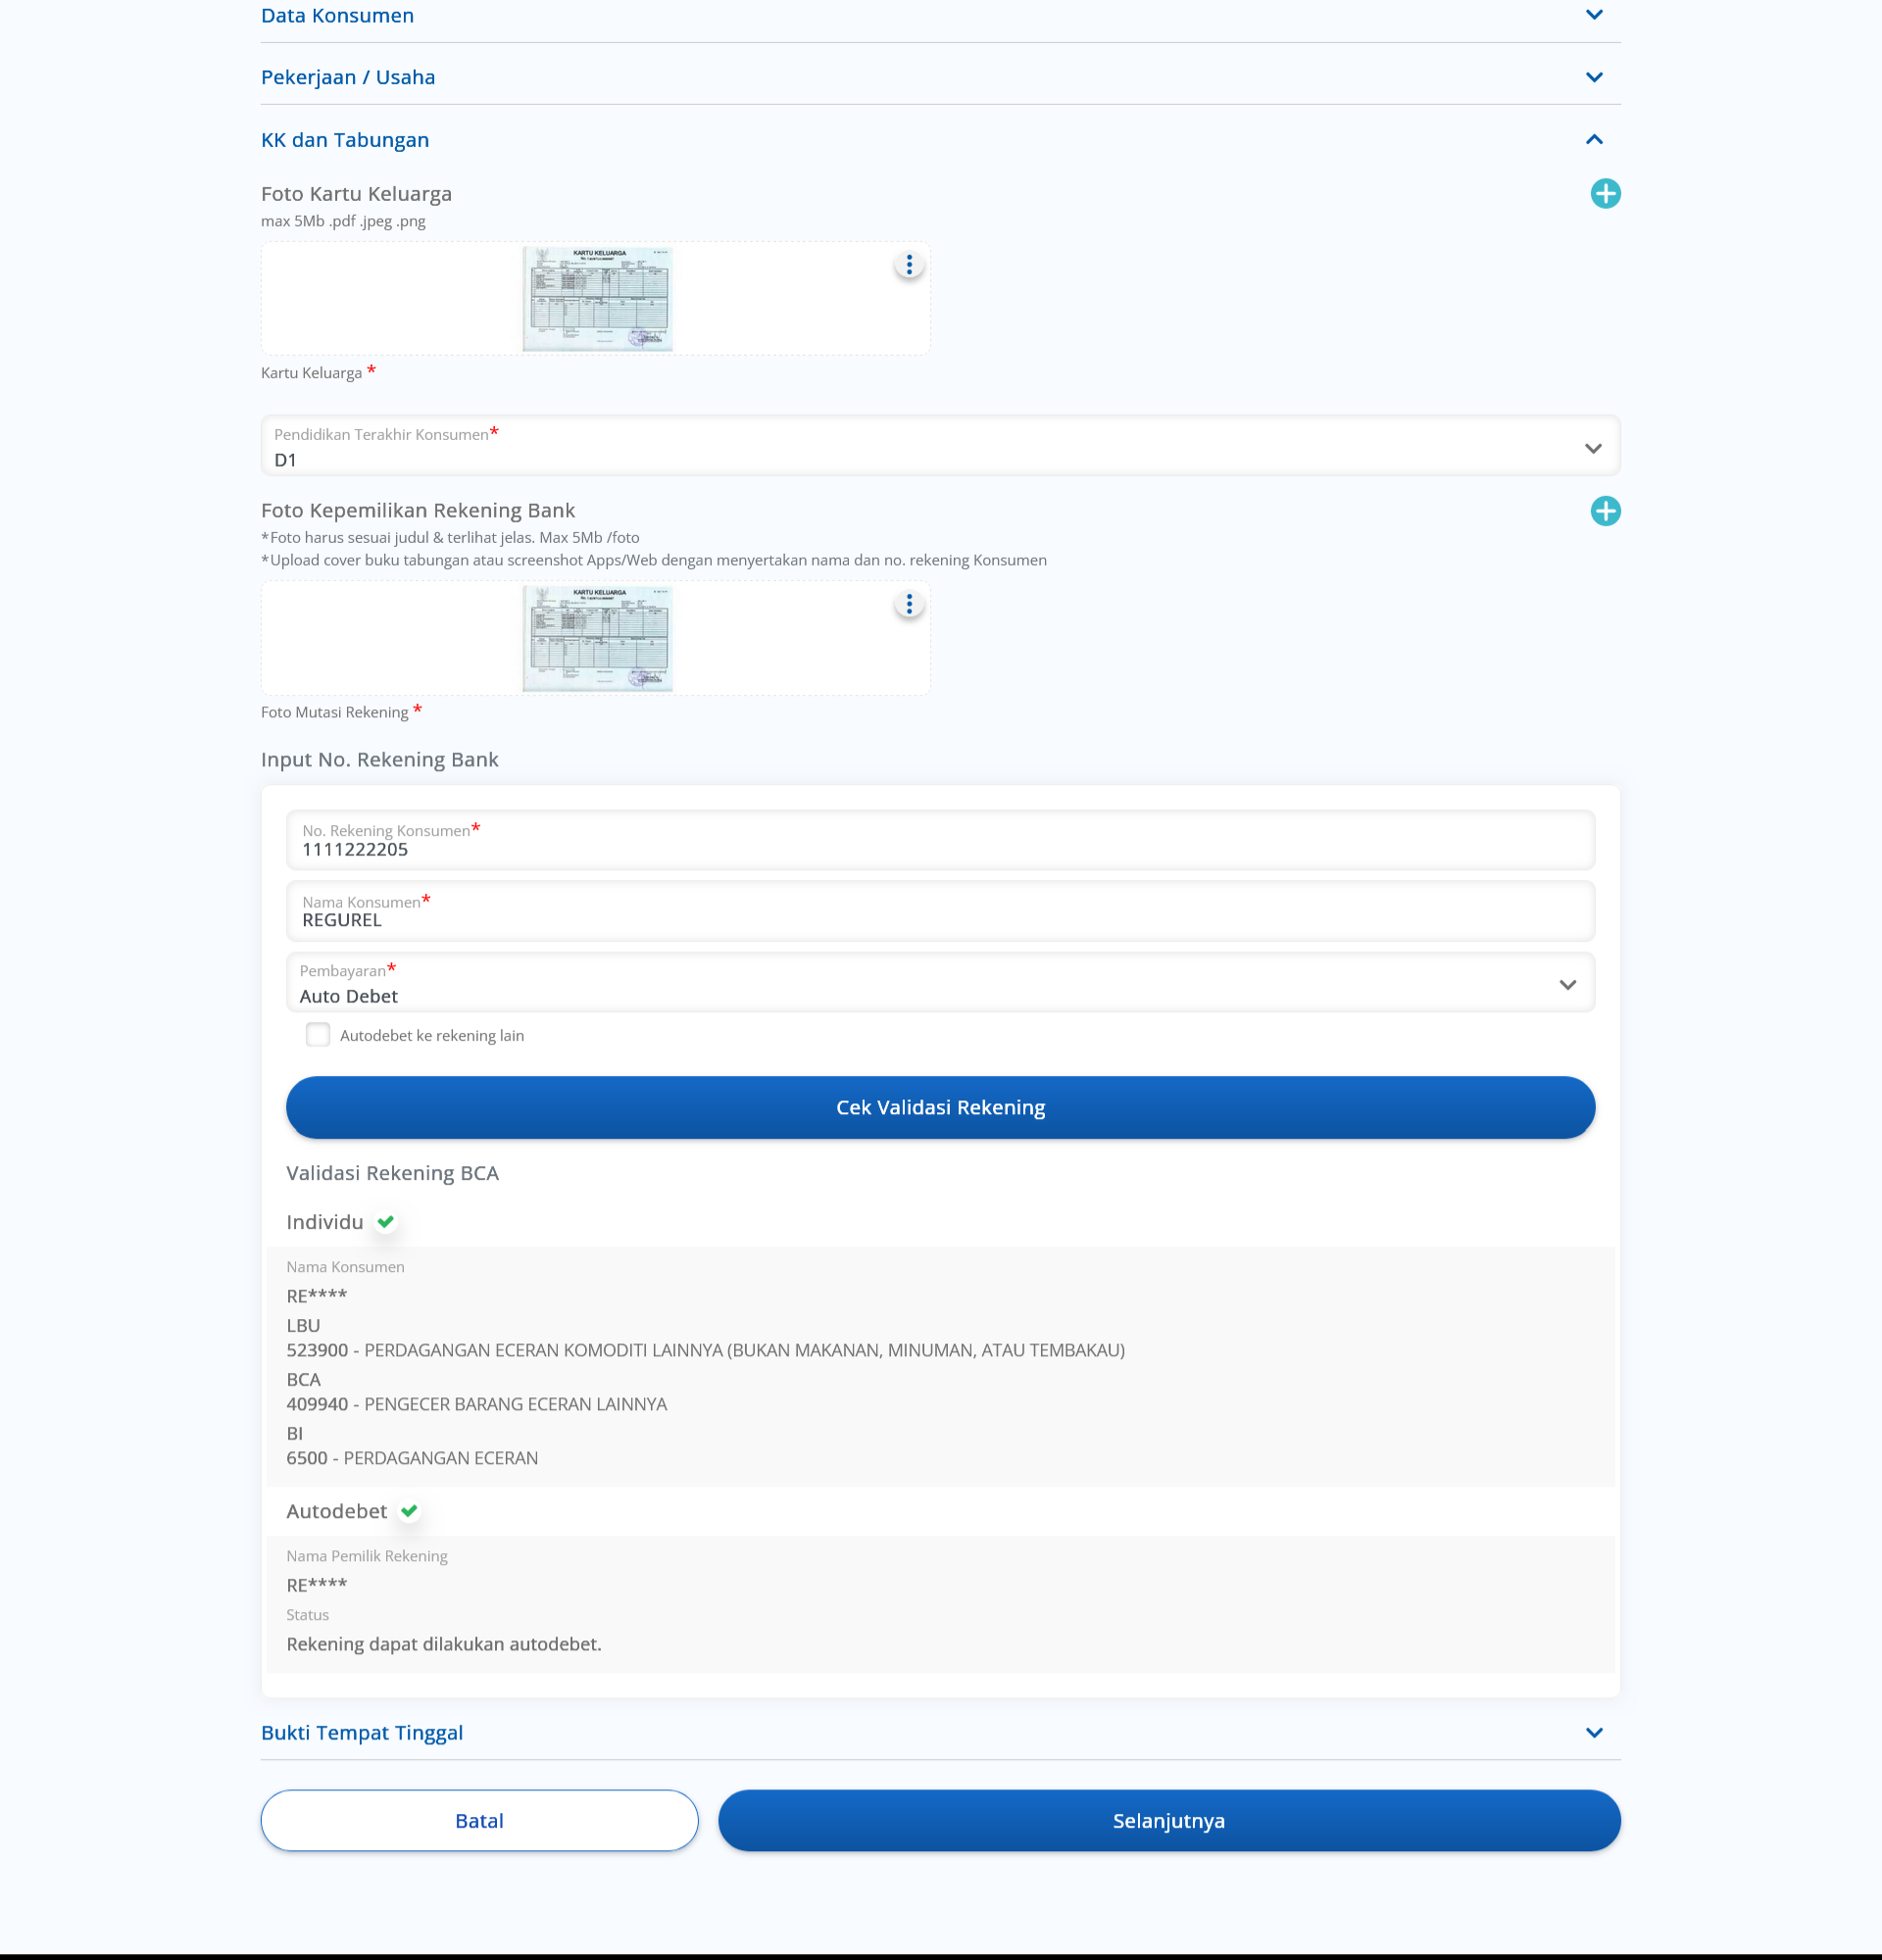 Data Konsumen
Pekerjaan / Usaha
KK dan Tabungan
Foto Kartu Keluarga
max 5Mb .pdf .jpeg .png
KARTU KELUARGA
Kartu Keluarga *
Pendidikan Terakhir Konsumen*
D1
Foto Kepemilikan Rekening Bank
*Foto harus sesuai judul & terlihat jelas. Max 5Mb /foto
*Upload cover buku tabungan atau screenshot Apps/Web dengan menyertakan nama dan no. rekening Konsumen
KARTU KELUARGA
Foto Mutasi Rekening *
Input No. Rekening Bank
No. Rekening Konsumen*
1111222205
Nama Konsumen*
REGUREL
Pembayaran*
Auto Debet
Autodebet ke rekening lain
Cek Validasi Rekening
Validasi Rekening BCA
Individu
Nama Konsumen
RE****
LBU
523900 - PERDAGANGAN ECERAN KOMODITI LAINNYA (BUKAN MAKANAN, MINUMAN, ATAU TEMBAKAU)
BCA
409940 - PENGECER BARANG ECERAN LAINNYA
BI
6500 - PERDAGANGAN ECERAN
Autodebet
Nama Pemilik Rekening
RE****
Status
Rekening dapat dilakukan autodebet.
Bukti Tempat Tinggal
Batal
Selanjutnya